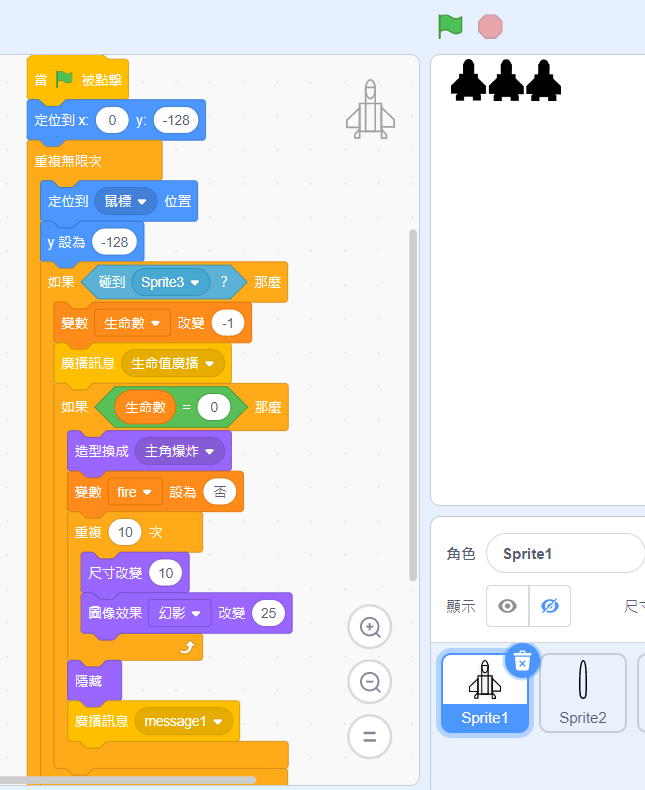 當 被點擊
定位到 x: 0 y: -128
重複無限次
定位到 鼠標 位置
y 設為 -128
如果 碰到 Sprite3 ? 那麼
變數 生命數 改變 -1
廣播訊息 生命值廣播
如果 生命數 = 0 那麼
造型換成 主角爆炸
變數 fire 設為 否
重複 10 次
尺寸改變 10
圖像效果 幻影 改變 25
隱藏
廣播訊息 message1
角色 Sprite1
顯示 尺寸
Sprite1 Sprite2